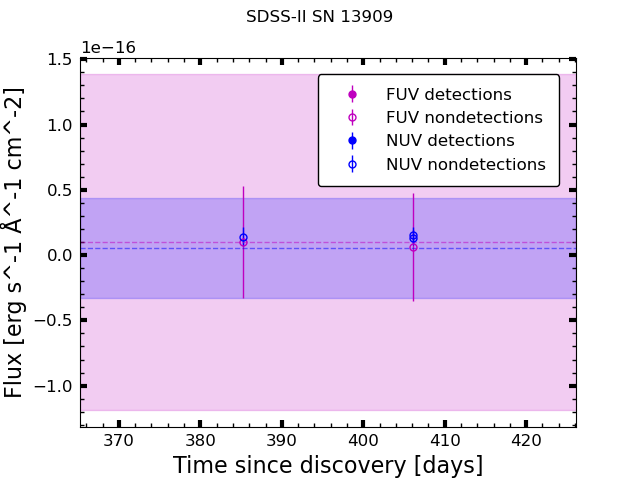 SDSS-II SN 13909
1e−16
1.5
1.0
0.5
0.0
−0.5
−1.0
Flux [erg s^-1 Å^-1 cm^-2]
FUV detections
FUV nondetections
NUV detections
NUV nondetections
370 380 390 400 410 420
Time since discovery [days]